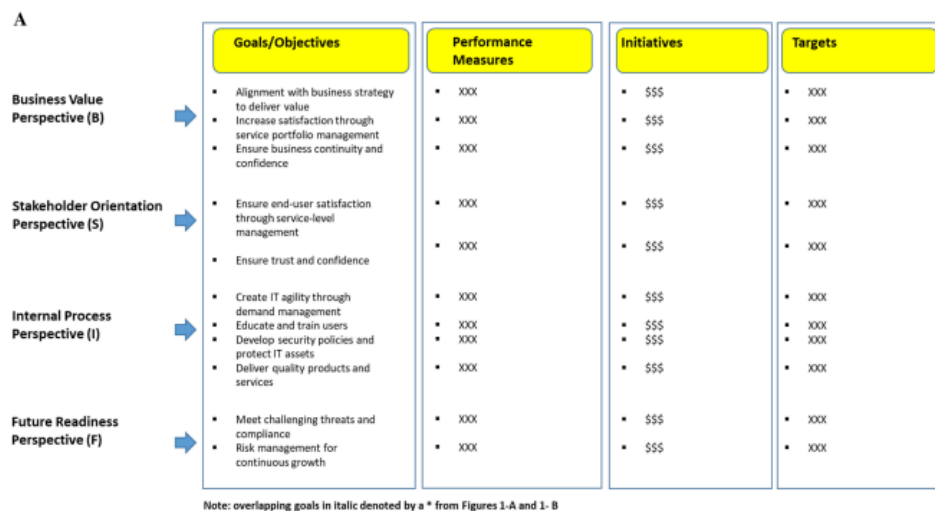 A
Goals/Objectives
Performance
Measures
Initiatives
Targets
Business Value
Perspective (B)
▪ Alignment with business strategy
to deliver value
▪ Increase satisfaction through
service portfolio management
▪ Ensure business continuity and
confidence
▪ XXX
▪ XXX
▪ XXX
▪ $$$
▪ $$$
▪ $$$
▪ XXX
▪ XXX
▪ XXX
Stakeholder Orientation
Perspective (S)
▪ Ensure end-user satisfaction
through service-level
management
▪ Ensure trust and confidence
▪ XXX
▪ XXX
▪ $$$
▪ $$$
▪ XXX
▪ XXX
Internal Process
Perspective (I)
▪ Create IT agility through
demand management
▪ Educate and train users
▪ Develop security policies and
protect IT assets
▪ Deliver quality products and
services
▪ XXX
▪ XXX
▪ XXX
▪ XXX
▪ $$$
▪ $$$
▪ $$$
▪ $$$
▪ XXX
▪ XXX
▪ XXX
▪ XXX
Future Readiness
Perspective (F)
▪ Meet challenging threats and
compliance
▪ Risk management for
continuous growth
▪ XXX
▪ XXX
▪ $$$
▪ $$$
▪ XXX
▪ XXX
Note: overlapping goals in italic denoted by a * from Figures 1-A and 1- B